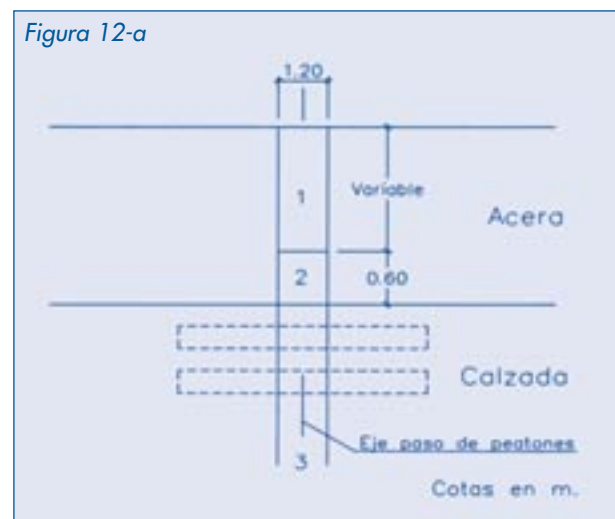 Figura 12-a
1.20
1
Variable
Acera
2
0.60
Calzada
Eje paso de peatones
3
Cotas en m.